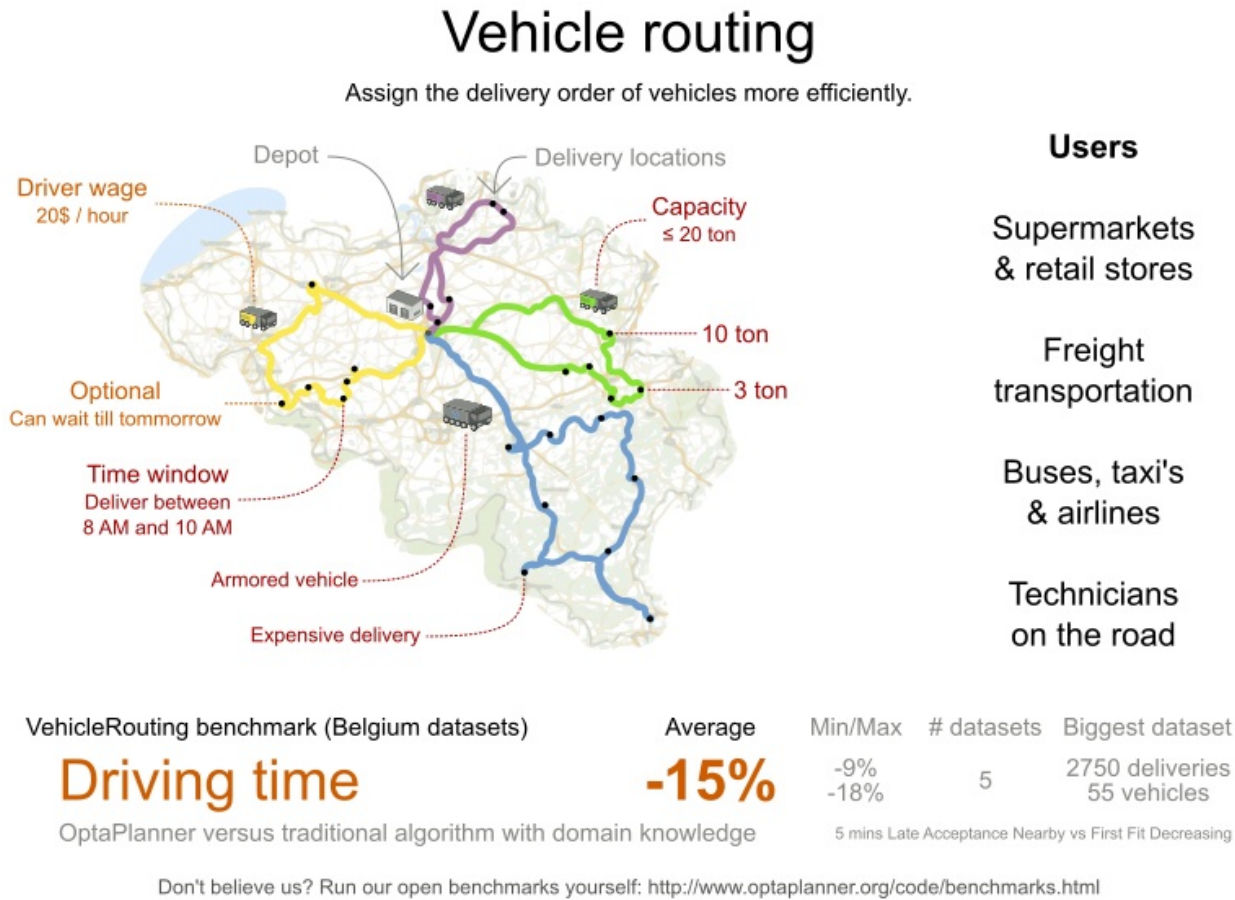 Vehicle routing
Assign the delivery order of vehicles more efficiently.
Depot
Delivery locations
Driver wage
20$ / hour
Capacity
≤ 20 ton
10 ton
3 ton
Optional
Can wait till tommorrow
Time window
Deliver between
8 AM and 10 AM
Armored vehicle
Expensive delivery
Users
Supermarkets
& retail stores
Freight
transportation
Buses, taxi's
& airlines
Technicians
on the road
VehicleRouting benchmark (Belgium datasets)
Average
Min/Max
# datasets
Biggest dataset
Driving time
-15%
-9%
-18%
5
2750 deliveries
55 vehicles
OptaPlanner versus traditional algorithm with domain knowledge
5 mins Late Acceptance Nearby vs First Fit Decreasing
Don't believe us? Run our open benchmarks yourself: http://www.optaplanner.org/code/benchmarks.html